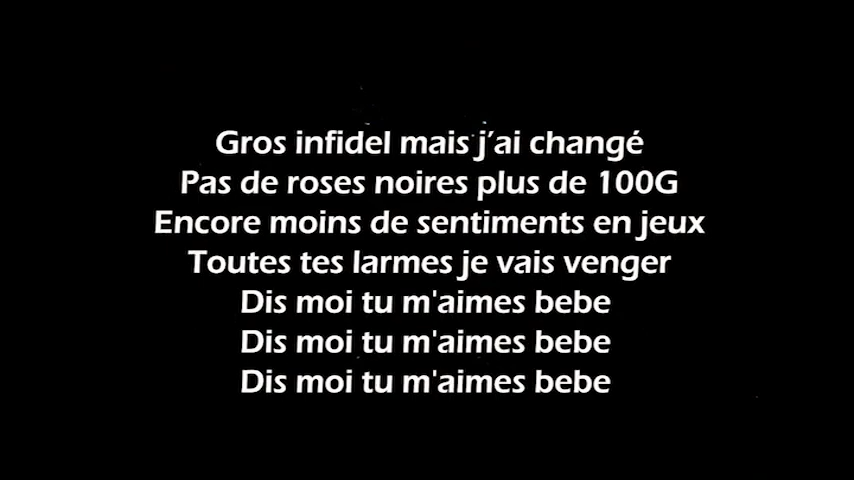 Gros infidel mais j’ai changé
Pas de roses noires plus de 100G
Encore moins de sentiments en jeux
Toutes tes larmes je vais venger
Dis moi tu m'aimes bebe
Dis moi tu m'aimes bebe
Dis moi tu m'aimes bebe